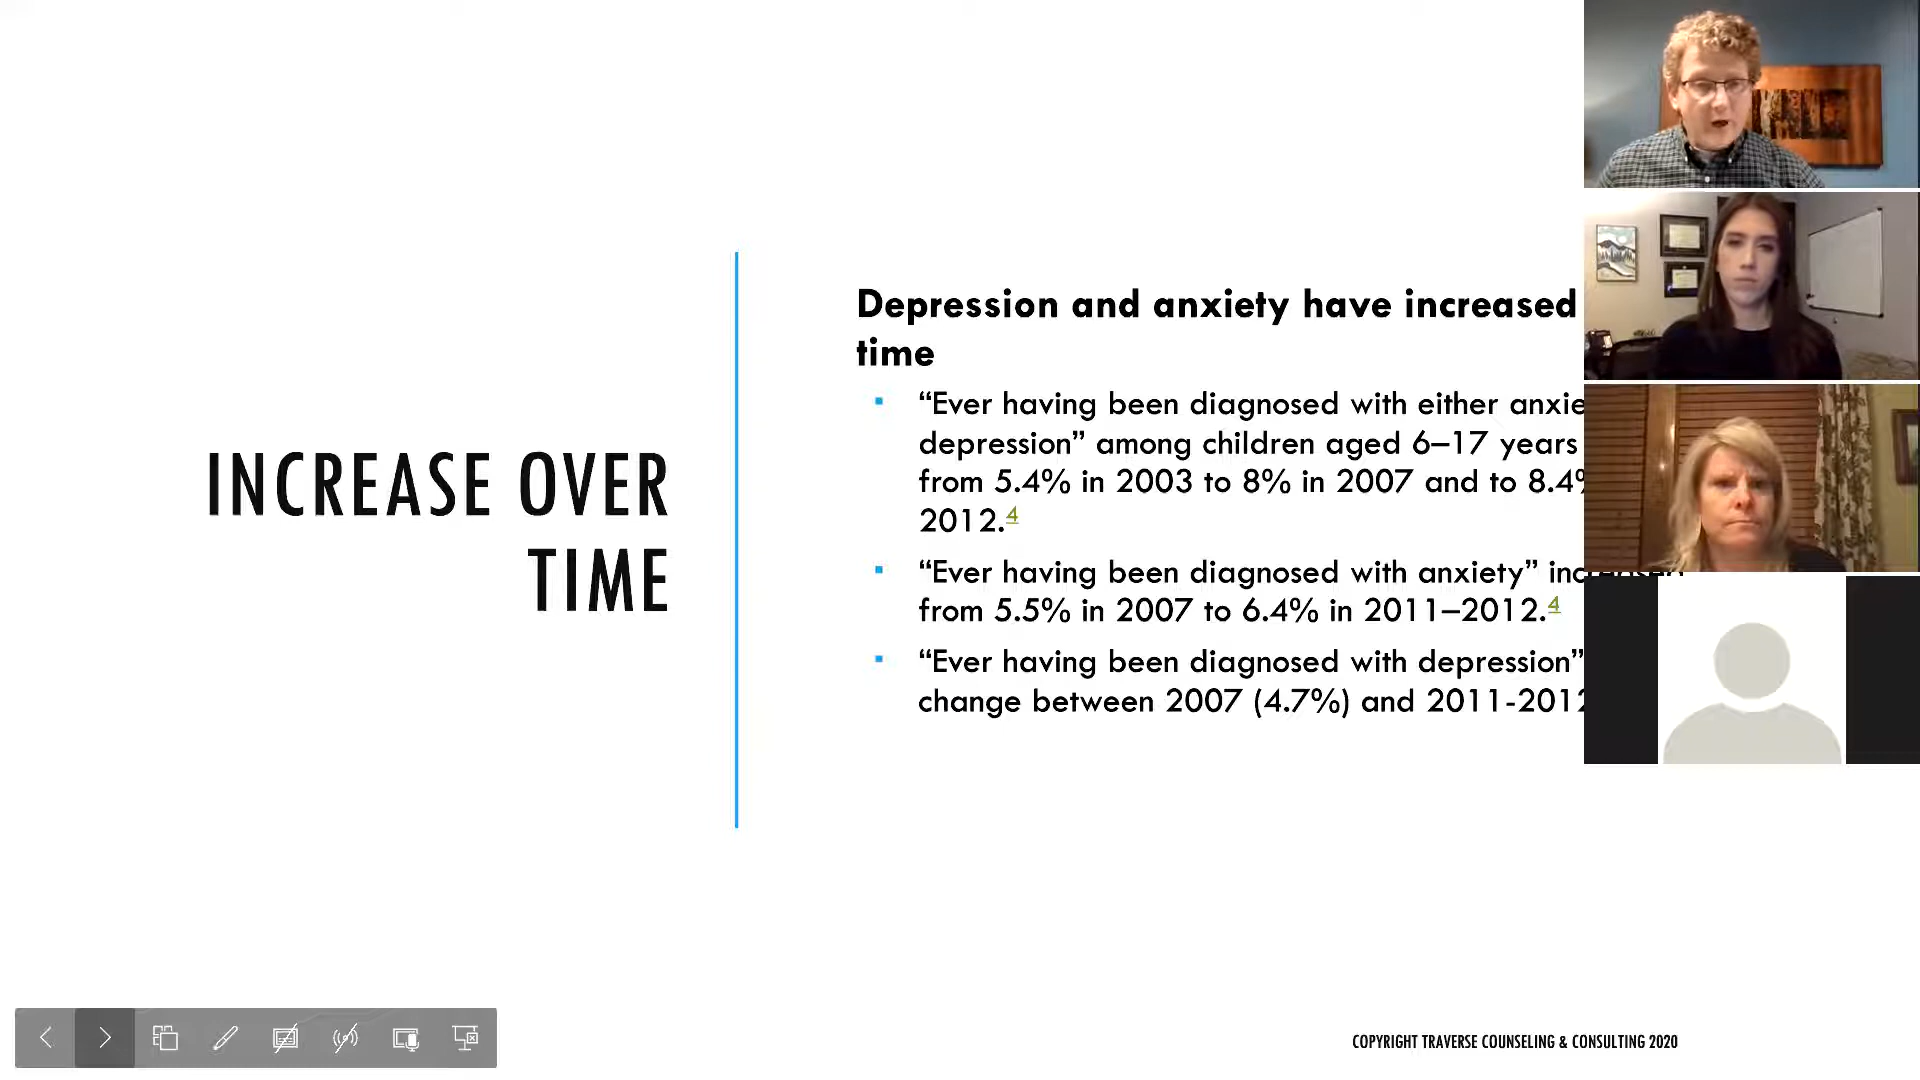 INCREASE OVER
TIME
Depression and anxiety have increased
time
“Ever having been diagnosed with either
depression” among children aged 6–17 years
from 5.4% in 2003 to 8% in 2007 and to 8.4%
2012.4
“Ever having been diagnosed with anxiety” increased
from 5.5% in 2007 to 6.4% in 2011–2012.4
“Ever having been diagnosed with depression”
change between 2007 (4.7%) and 2011-2012
COPYRIGHT TRAVERSE COUNSELING & CONSULTING 2020